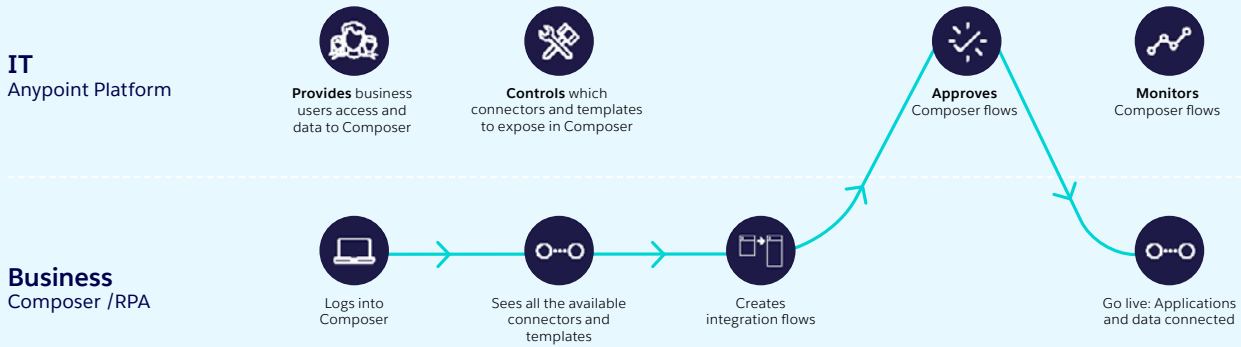 IT
Anypoint Platform
Provides business
users access and
data to Composer
Controls which
connectors and templates
to expose in Composer
Approves
Composer flows
Monitors
Composer flows
Business
Composer /RPA
Logs into
Composer
Sees all the available
connectors and
templates
Creates
integration flows
Go live: Applications
and data connected